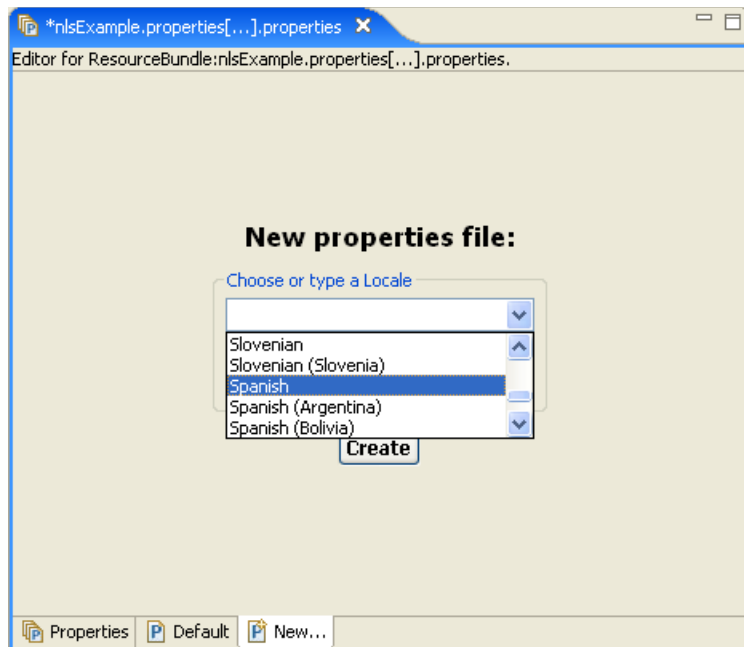 *nlsExample.properties[...].properties
Editor for ResourceBundle:nlsExample.properties[...].properties.
New properties file:
Choose or type a Locale
Slovenian
Slovenian (Slovenia)
Spanish
Spanish (Argentina)
Spanish (Bolivia)
Create
Properties Default New...